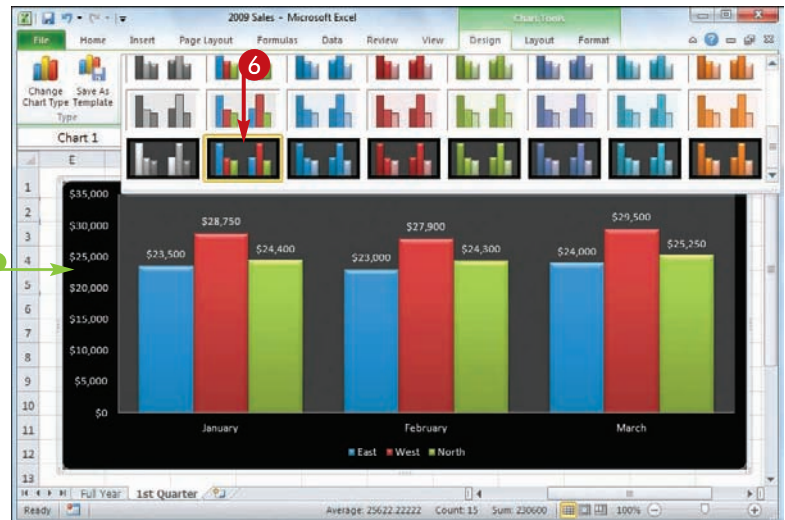 2009 Sales - Microsoft Excel
Chart Tools
File Home Insert Page Layout Formulas Data Review View Design Layout Format
Change Chart Type
Save As Template
Type
6
Chart 1
E
1
2
3
4
5
6
7
8
9
10
11
12
13
$35,000
$30,000
$25,000
$20,000
$15,000
$10,000
$5,000
$0
$23,500 $28,750 $24,400 $23,000 $27,900 $24,300 $24,000 $29,500 $25,250
January February March
East West North
Full Year 1st Quarter
Ready Average: 25622.22222 Count: 15 Sum: 230600 100%